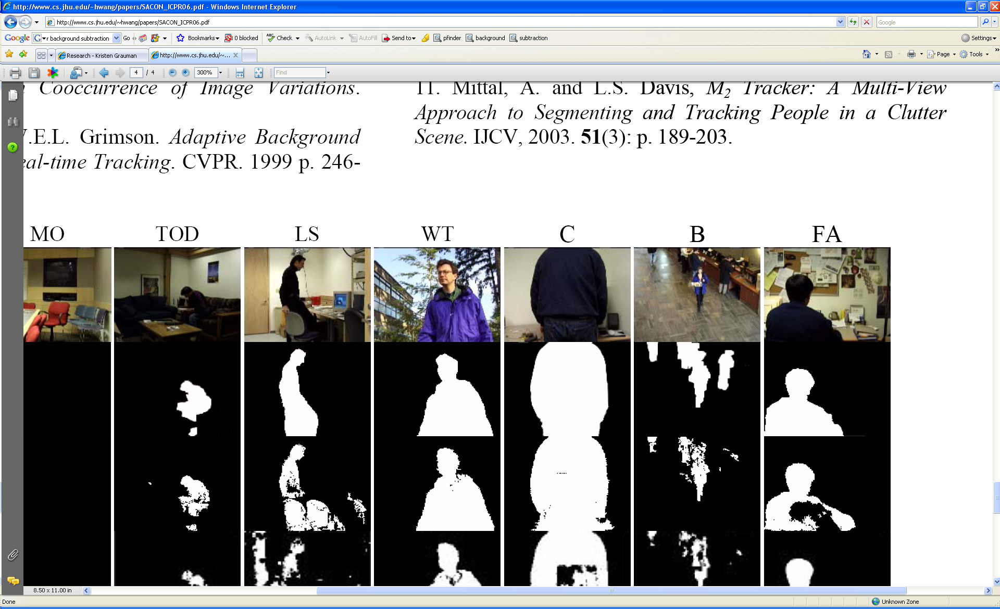 http://www.cs.jhu.edu/~hwang/papers/SACON_ICPR06.pdf - Windows Internet Explorer
http://www.cs.jhu.edu/~hwang/papers/SACON_ICPR06.pdf
Google
Google
r background subtraction
Go
Bookmarks
0 blocked
Check
AutoLink
AutoFill
Send to
pfinder
background
subtraction
Settings
Research - Kristen Grauman
http://www.cs.jhu.edu/~...
Page
Tools
4 / 4
300%
Find
Cooccurrence of Image Variations.
.E.L. Grimson. Adaptive Background
eal-time Tracking. CVPR. 1999 p. 246-
11. Mittal, A. and L.S. Davis, M2 Tracker: A Multi-View
Approach to Segmenting and Tracking People in a Clutter
Scene. IJCV, 2003. 51(3): p. 189-203.
MO TOD LS WT C B FA
8.50 x 11.00 in
Done
Unknown Zone